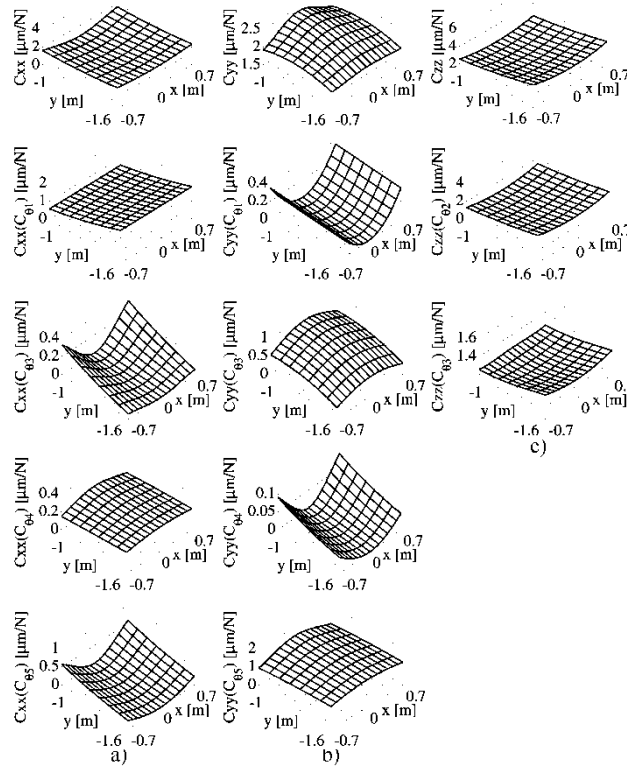 Cxx [µm/N]
4
2
0
-1
y [m]
-1.6 -0.7
0
x [m]
0.7
Cyy [µm/N]
2.5
2
1.5
-1
y [m]
-1.6 -0.7
0
x [m]
0.7
Czz [µm/N]
6
4
2
-1
y [m]
-1.6 -0.7
0
x [m]
0.7
Cxx(Cθ1) [µm/N]
2
1
0
-1
y [m]
-1.6 -0.7
0
x [m]
0.7
Cyy(Cθ1) [µm/N]
0.4
0.2
0
-1
y [m]
-1.6 -0.7
0
x [m]
0.7
Czz(Cθ2) [µm/N]
4
2
0
-1
y [m]
-1.6 -0.7
0
x [m]
0.7
Cxx(Cθ3) [µm/N]
0.4
0.2
0
-1
y [m]
-1.6 -0.7
0
x [m]
0.7
Cyy(Cθ3) [µm/N]
1
0.5
0
-1
y [m]
-1.6 -0.7
0
x [m]
0.7
Czz(Cθ3) [µm/N]
1.6
1.4
-1
y [m]
-1.6 -0.7
0
x [m]
c)
Cxx(Cθ4) [µm/N]
0.4
0.2
0
-1
y [m]
-1.6 -0.7
0
x [m]
0.7
Cyy(Cθ4) [µm/N]
0.1
0.05
0
-1
y [m]
-1.6 -0.7
0
x [m]
0.7
Cxx(Cθ5) [µm/N]
1
0.5
0
-1
y [m]
-1.6 -0.7
0
x [m]
0.7
a)
Cyy(Cθ5) [µm/N]
2
1
0
-1
y [m]
-1.6 -0.7
0
x [m]
0.7
b)